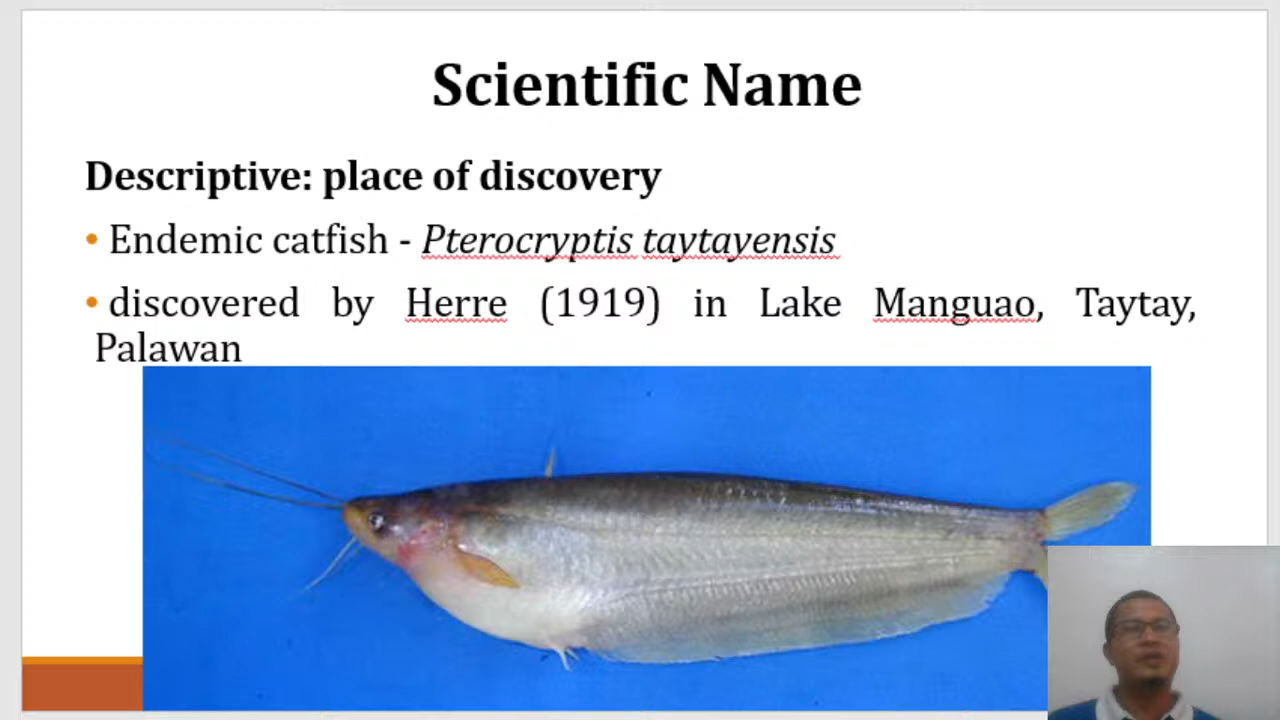 Scientific Name
Descriptive: place of discovery
• Endemic catfish - Pterocryptis taytayensis
• discovered by Herre (1919) in Lake Manguao, Taytay,
Palawan